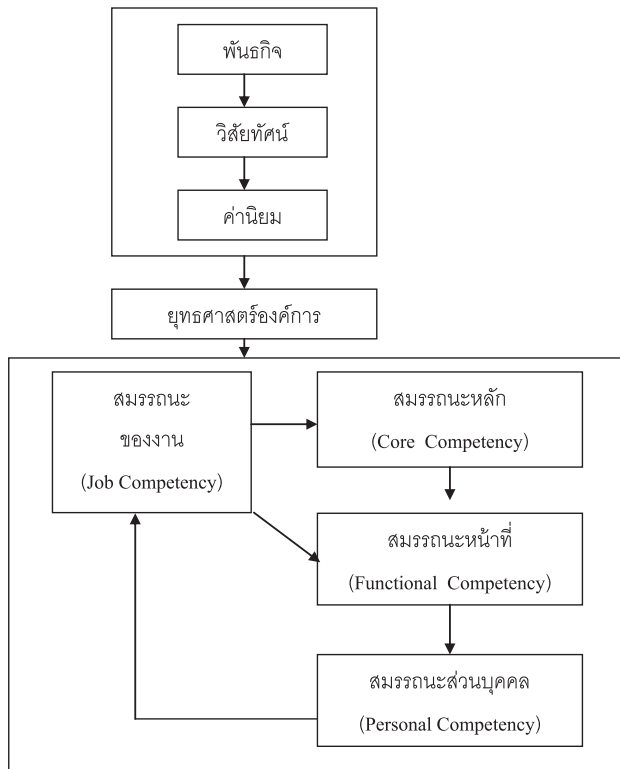 พันธกิจ
วิสัยทัศน์
ค่านิยม
ยุทธศาสตร์องค์การ
สมรรถนะ
ของงาน
(Job Competency)
สมรรถนะหลัก
(Core Competency)
สมรรถนะหน้าที่
(Functional Competency)
สมรรถนะส่วนบุคคล
(Personal Competency)